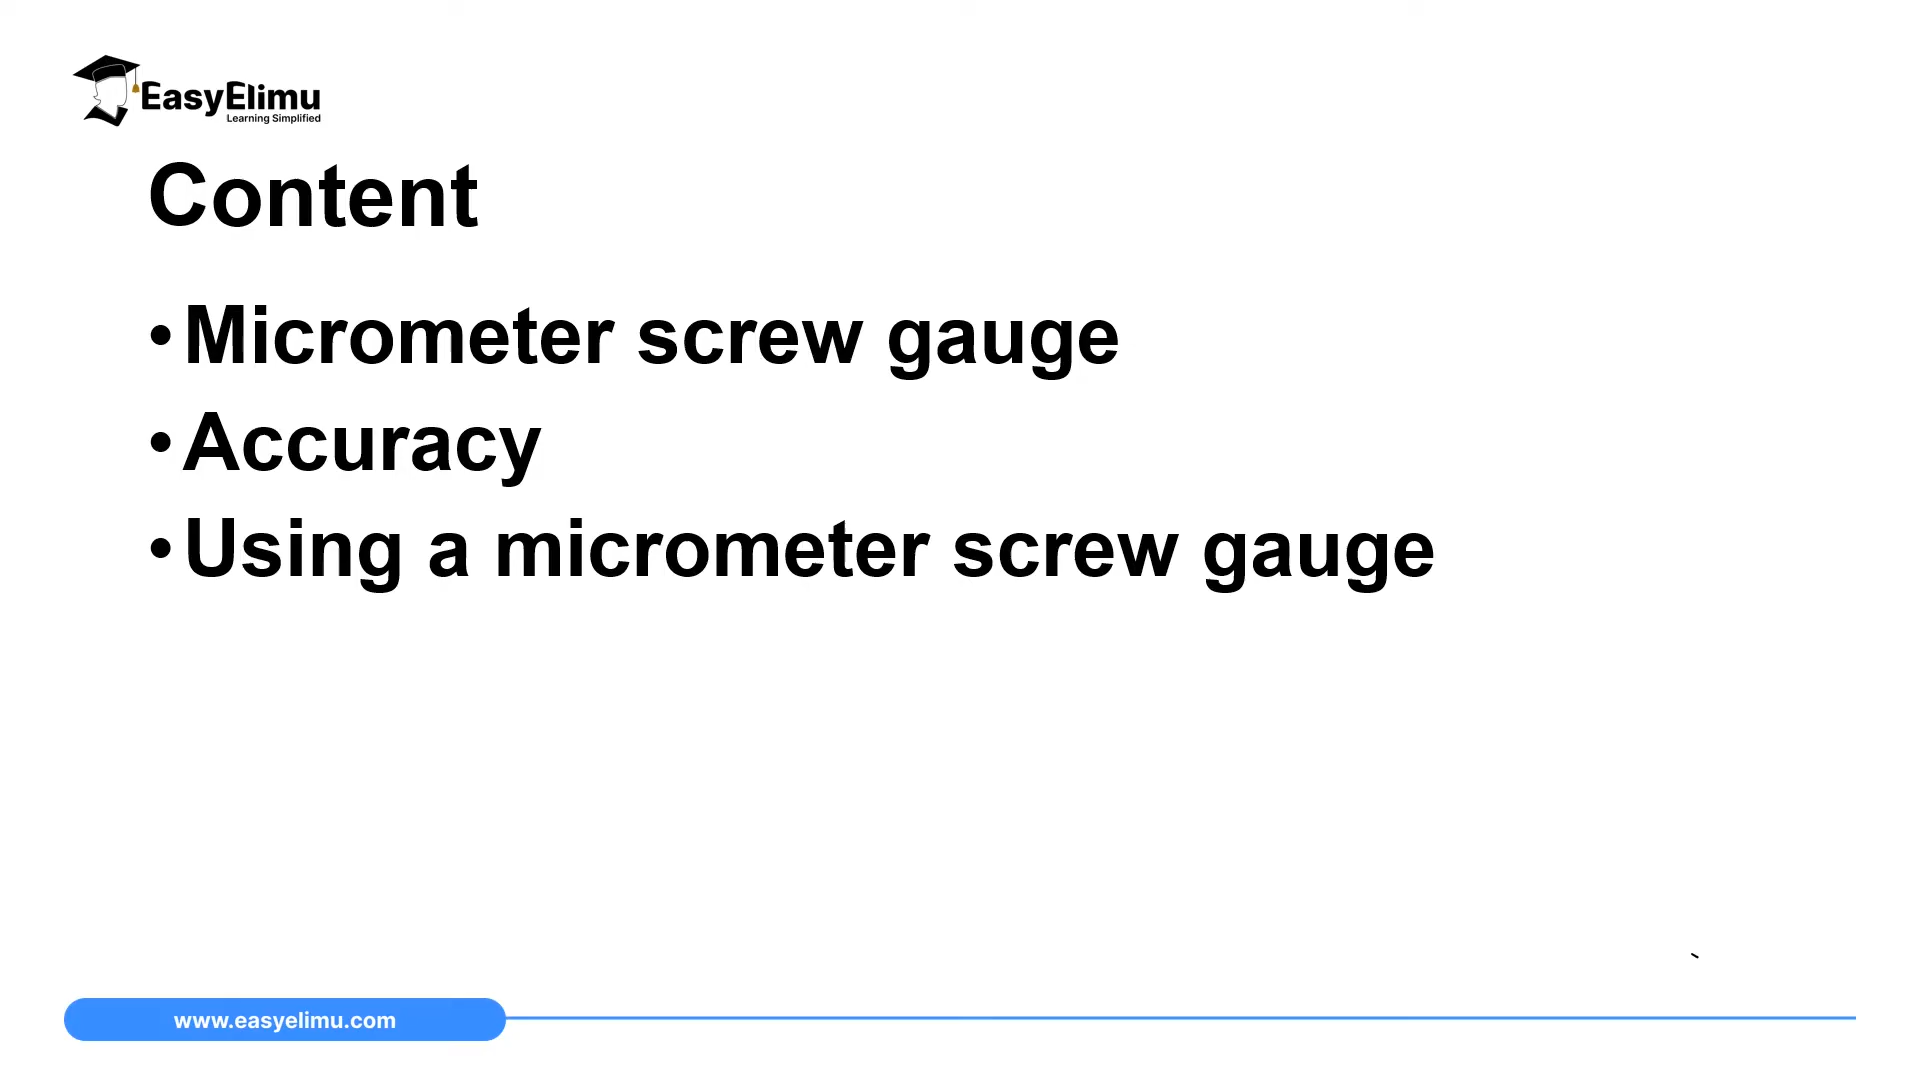 EasyElimu
Learning Simplified
Content
• Micrometer screw gauge
• Accuracy
• Using a micrometer screw gauge
www.easyelimu.com